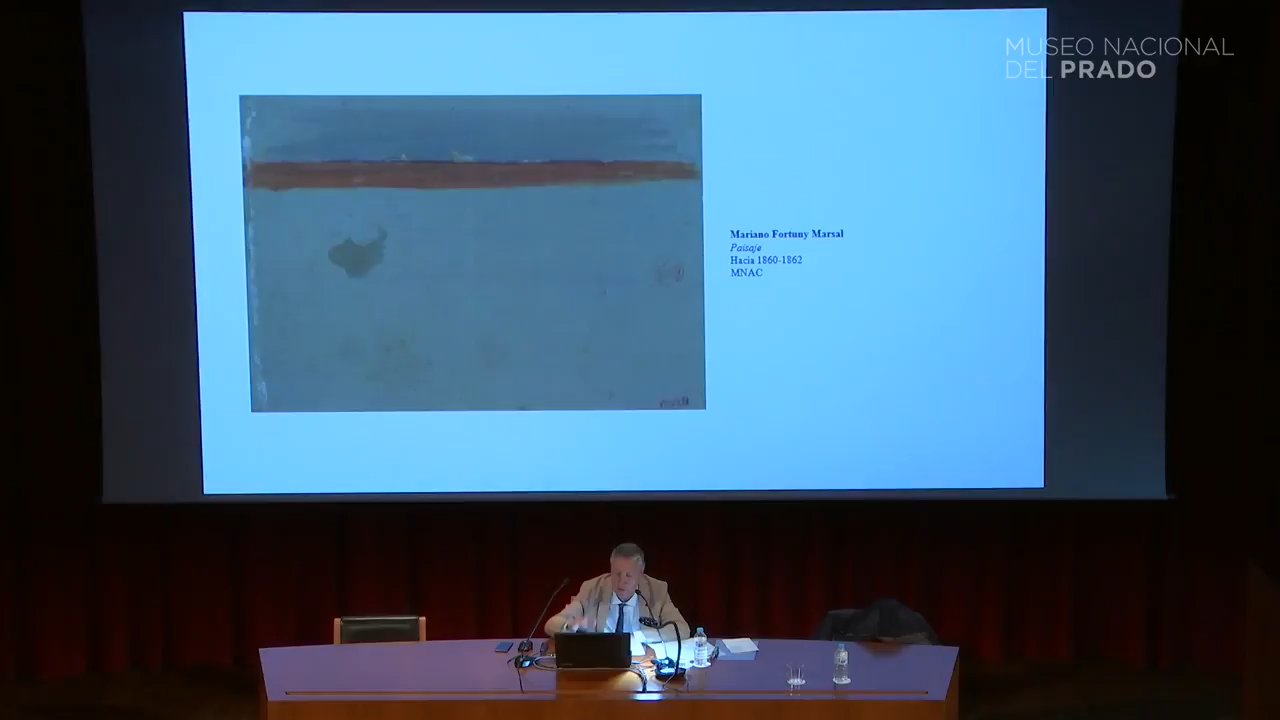 MUSEO NACIONAL
DEL PRADO
Mariano Fortuny Marsal
Paisaje
Hacia 1860-1862
MNAC